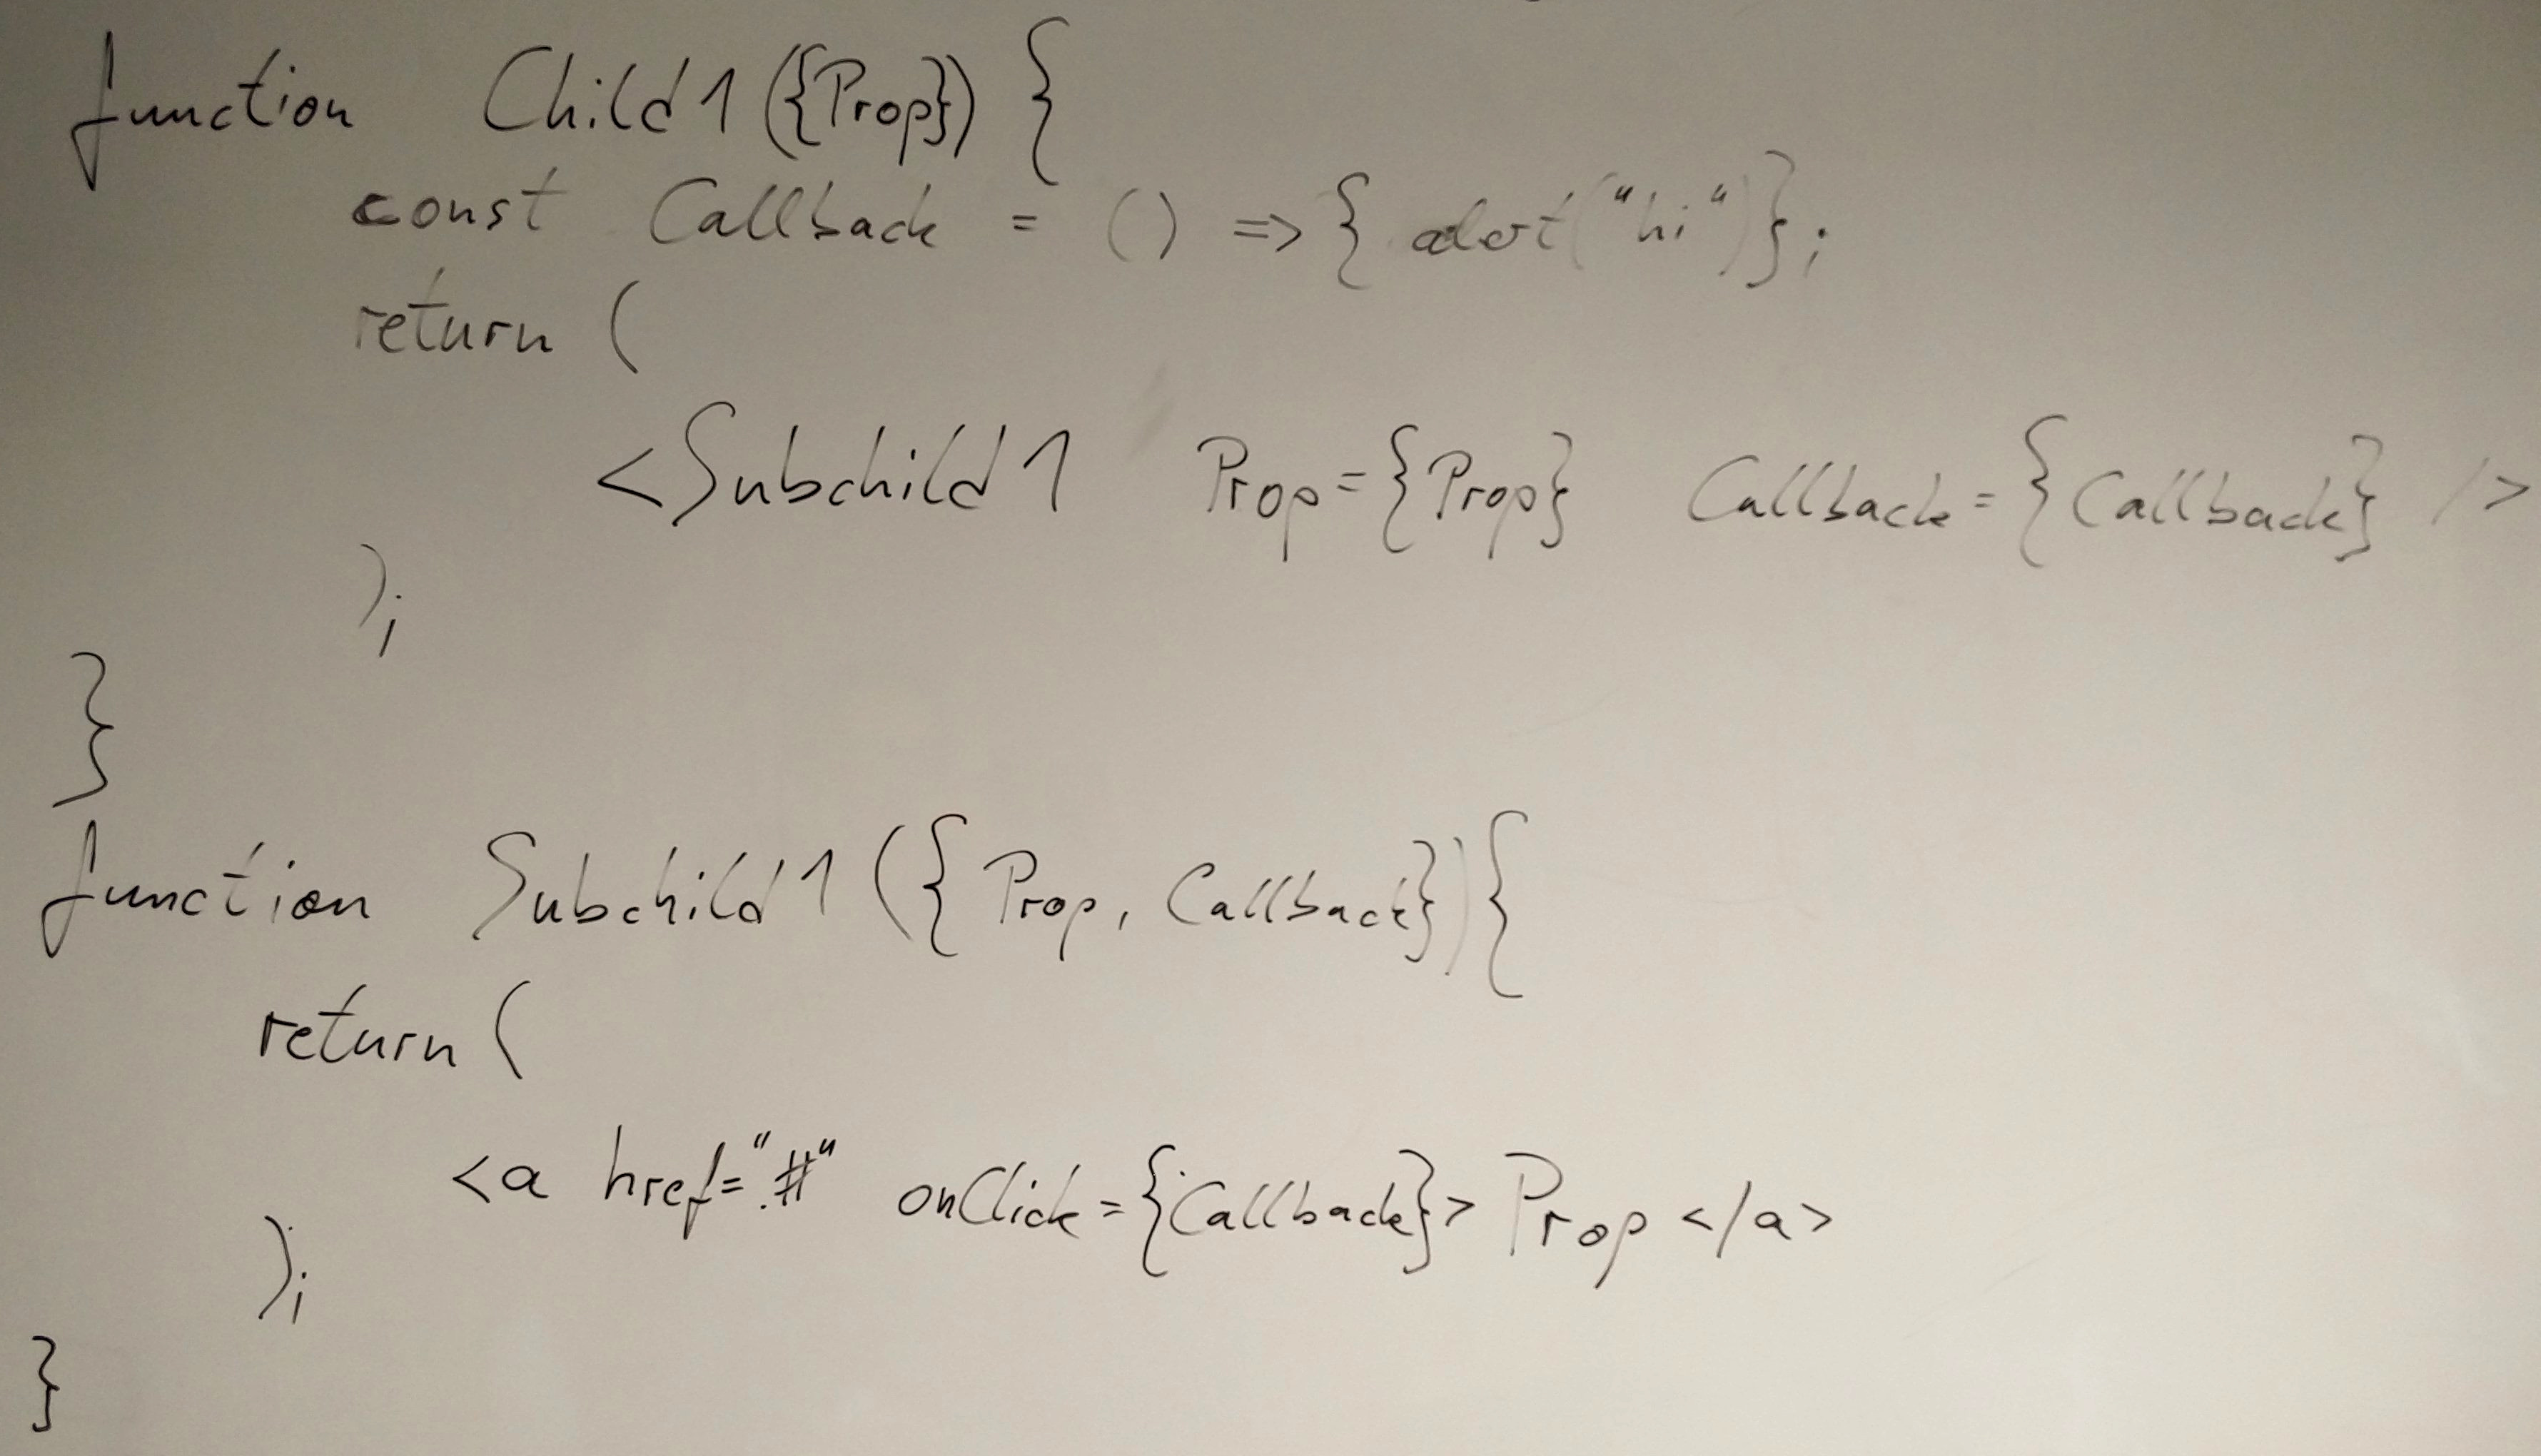 function Child1({Prop}) {
const Callback = () => { alert("hi")};
return (
<Subchild1 Prop={Prop} Callback={Callback} />
);
}
function Subchild1({Prop, Callback}){
return (
<a href="#" onClick={Callback}> Prop </a>
);
}